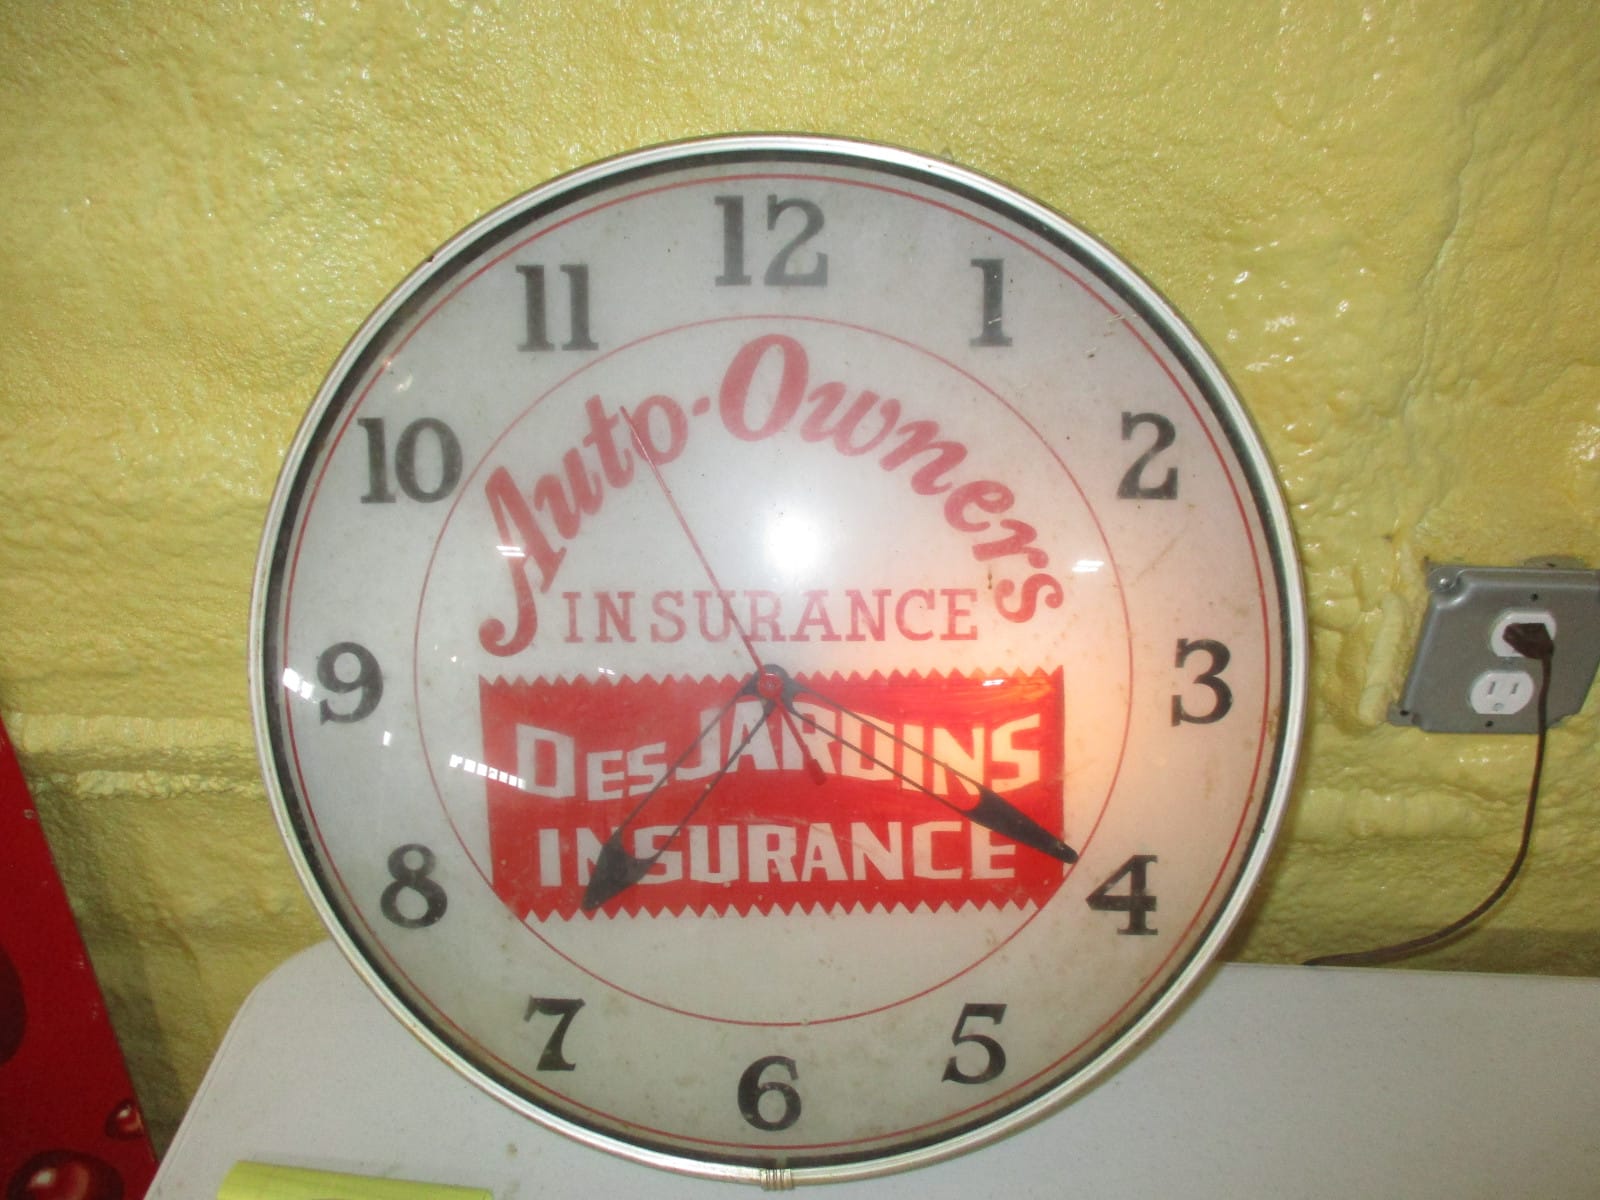 12
11 1
Auto-Owners
10 2
INSURANCE
9 3
DESJARDINS
INSURANCE
8 4
7 5
6